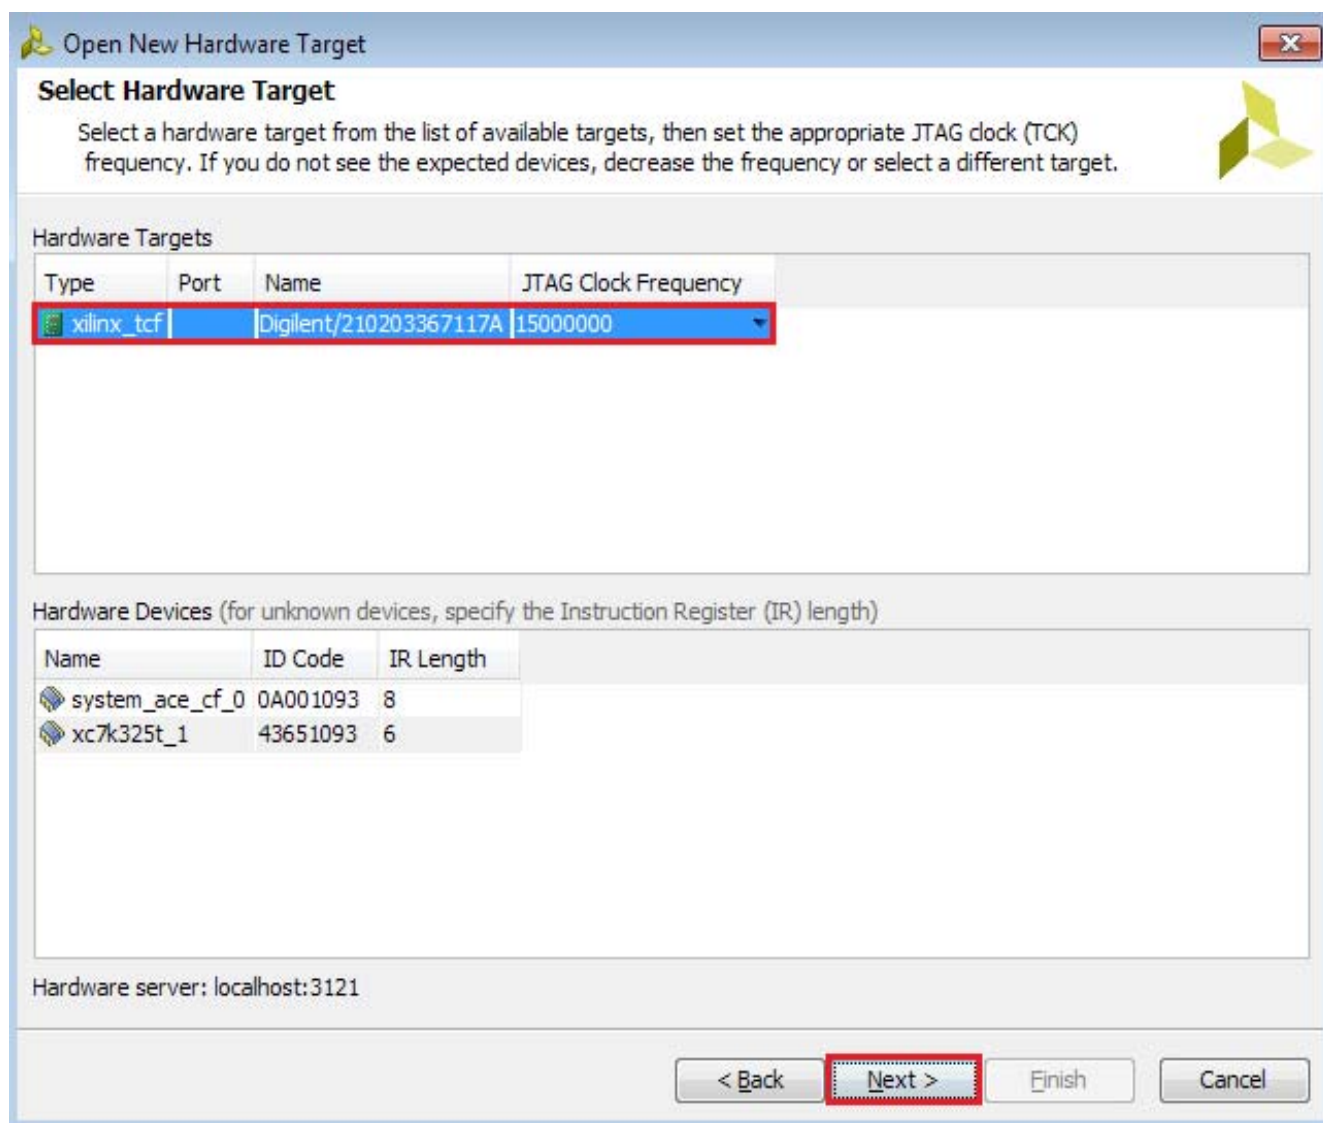 Open New Hardware Target
Select Hardware Target
Select a hardware target from the list of available targets, then set the appropriate JTAG clock (TCK)
frequency. If you do not see the expected devices, decrease the frequency or select a different target.
Hardware Targets
Type Port Name JTAG Clock Frequency
xilinx_tcf Digilent/210203367117A 15000000
Hardware Devices (for unknown devices, specify the Instruction Register (IR) length)
Name ID Code IR Length
system_ace_cf_0 0A001093 8
xc7k325t_1 43651093 6
Hardware server: localhost:3121
< Back Next > Finish Cancel